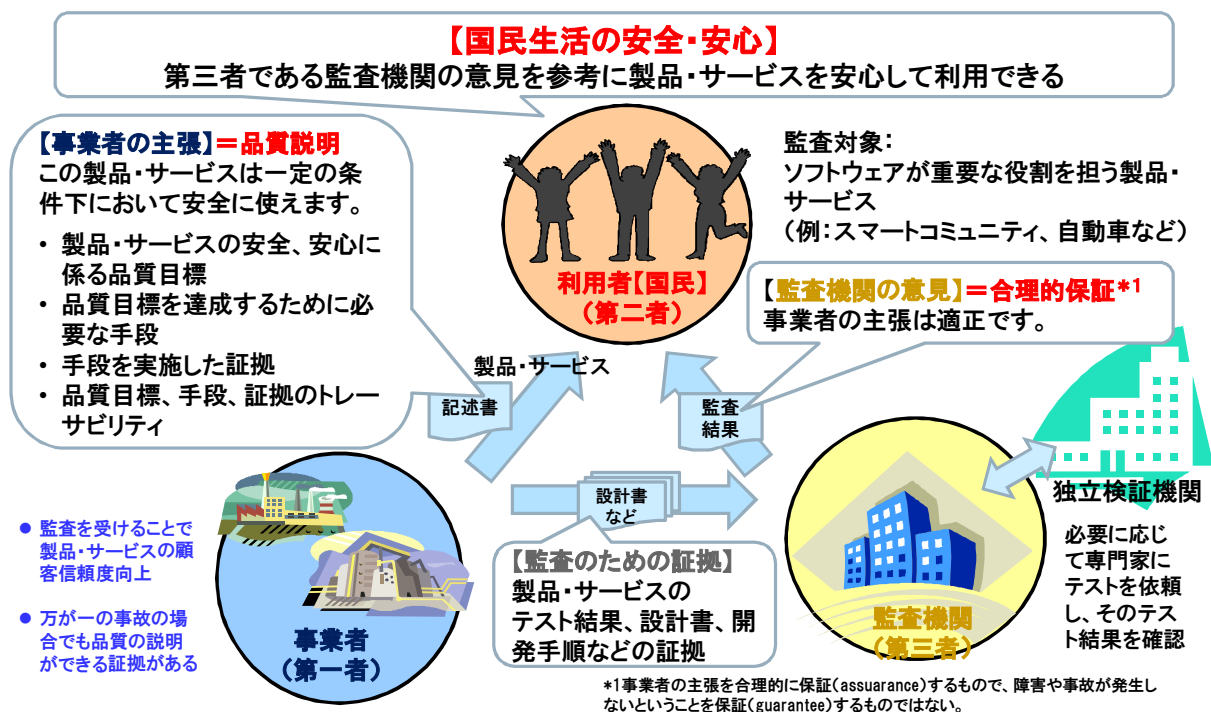 【国民生活の安全・安心】
第三者である監査機関の意見を参考に製品・サービスを安心して利用できる
【事業者の主張】＝品質説明
この製品・サービスは一定の条
件下において安全に使えます。
• 製品・サービスの安全、安心に
係る品質目標
• 品質目標を達成するために必
要な手段
• 手段を実施した証拠
• 品質目標、手段、証拠のトレー
サビリティ
利用者【国民】
（第二者）
監査対象：
ソフトウェアが重要な役割を担う製品・
サービス
（例：スマートコミュニティ、自動車など）
【監査機関の意見】＝合理的保証*1
事業者の主張は適正です。
製品・サービス
記述書
監査
結果
設計書
など
● 監査を受けることで
製品・サービスの顧
客信頼度向上
● 万が一の事故の場
合でも品質の説明
ができる証拠がある
事業者
（第一者）
【監査のための証拠】
製品・サービスの
テスト結果、設計書、開
発手順などの証拠
監査機関
（第三者）
独立検証機関
必要に応じ
て専門家に
テストを依頼
し、そのテス
ト結果を確認
*1事業者の主張を合理的に保証（assuarance）するもので、障害や事故が発生し
ないということを保証（guarantee）するものではない。